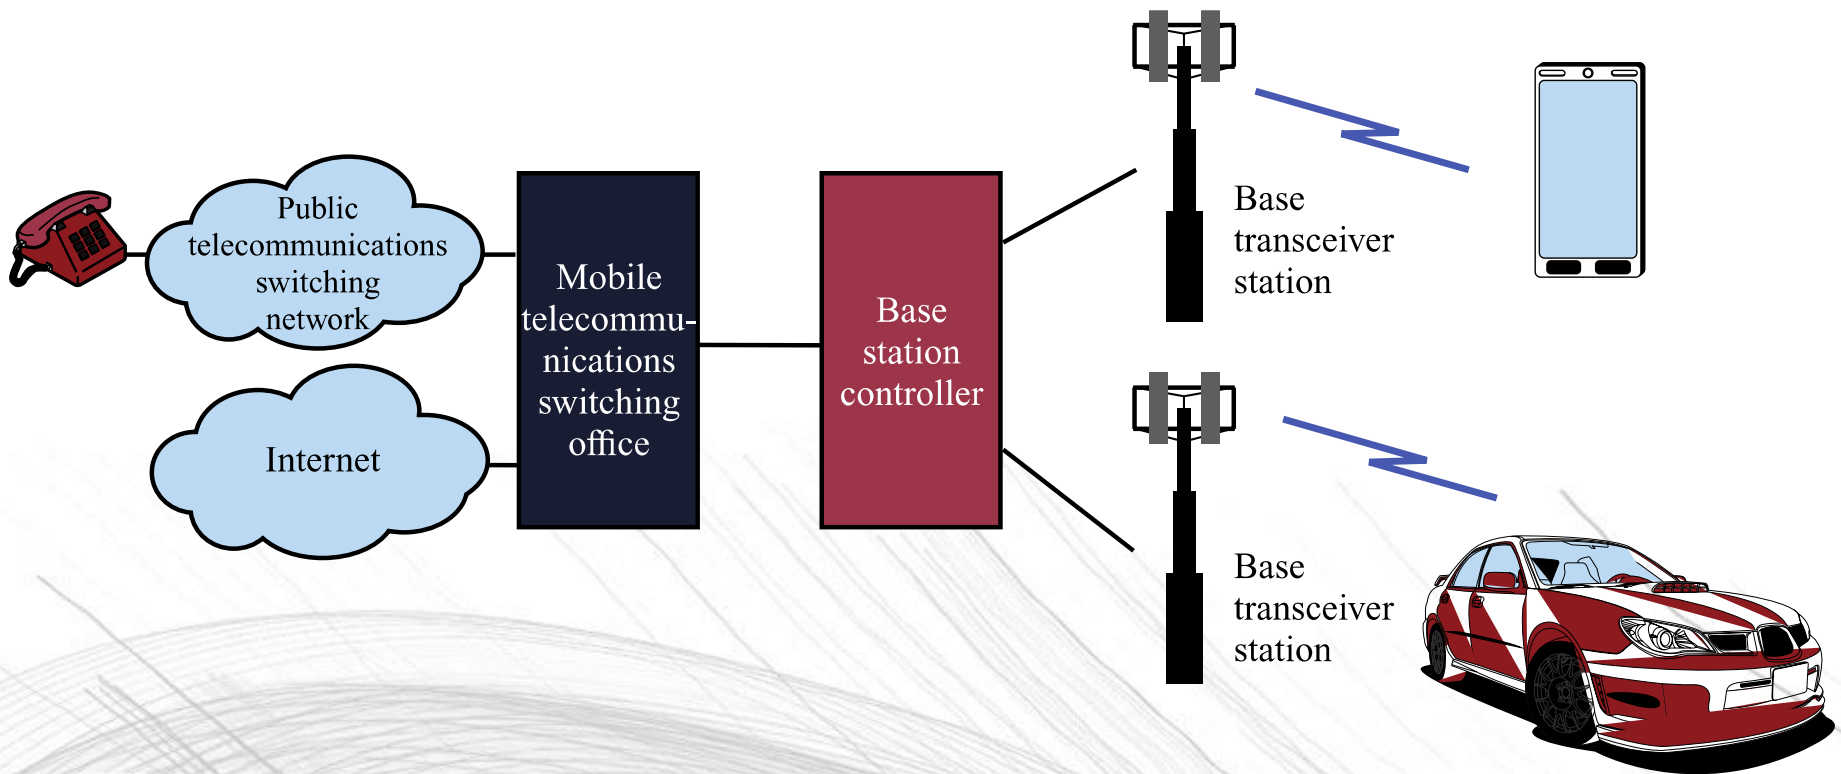 Public
telecommunications
switching
network
Internet
Mobile
telecommu-
nications
switching
office
Base
station
controller
Base
transceiver
station
Base
transceiver
station